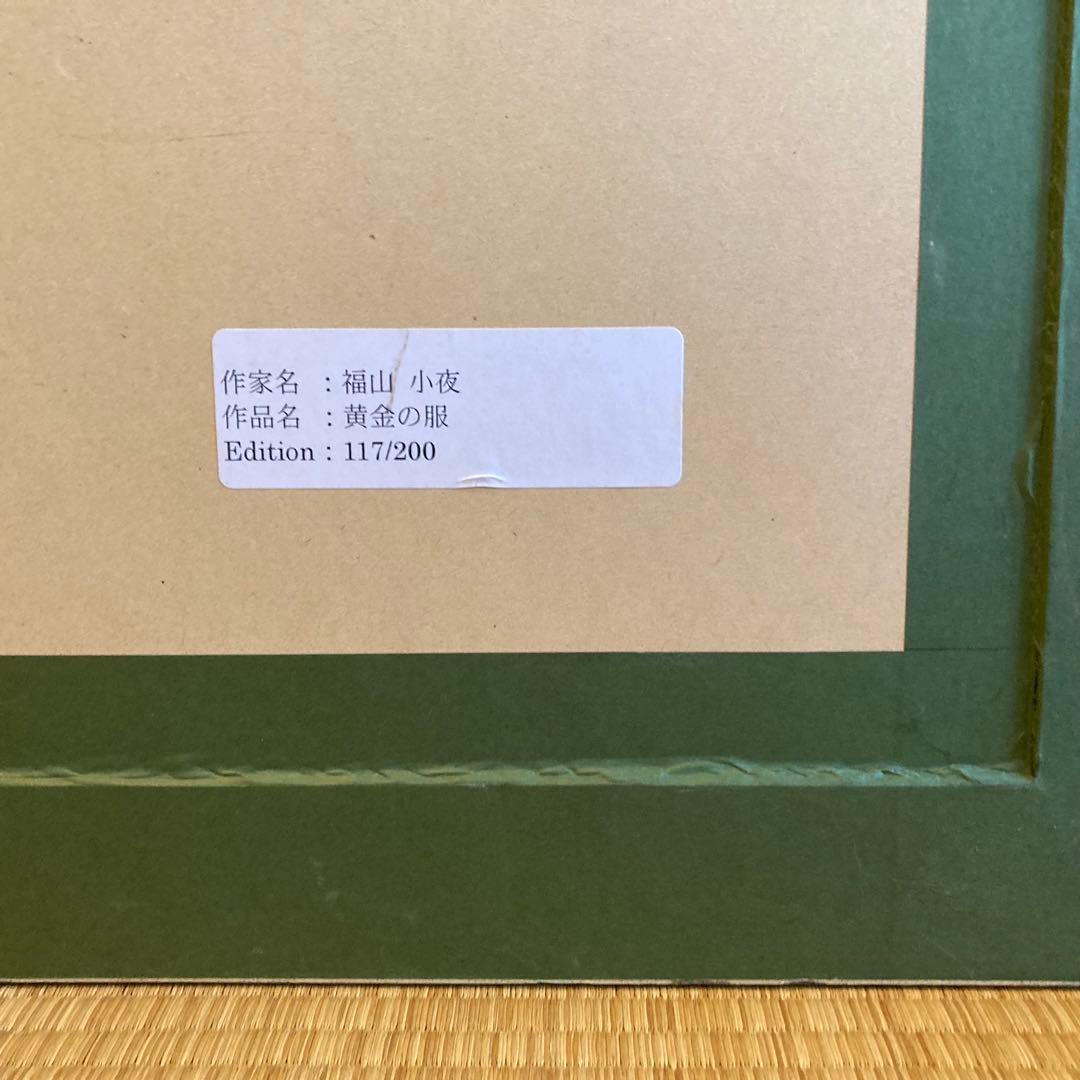 作家名 ：福山 小夜
作品名 ：黄金の服
Edition：117/200